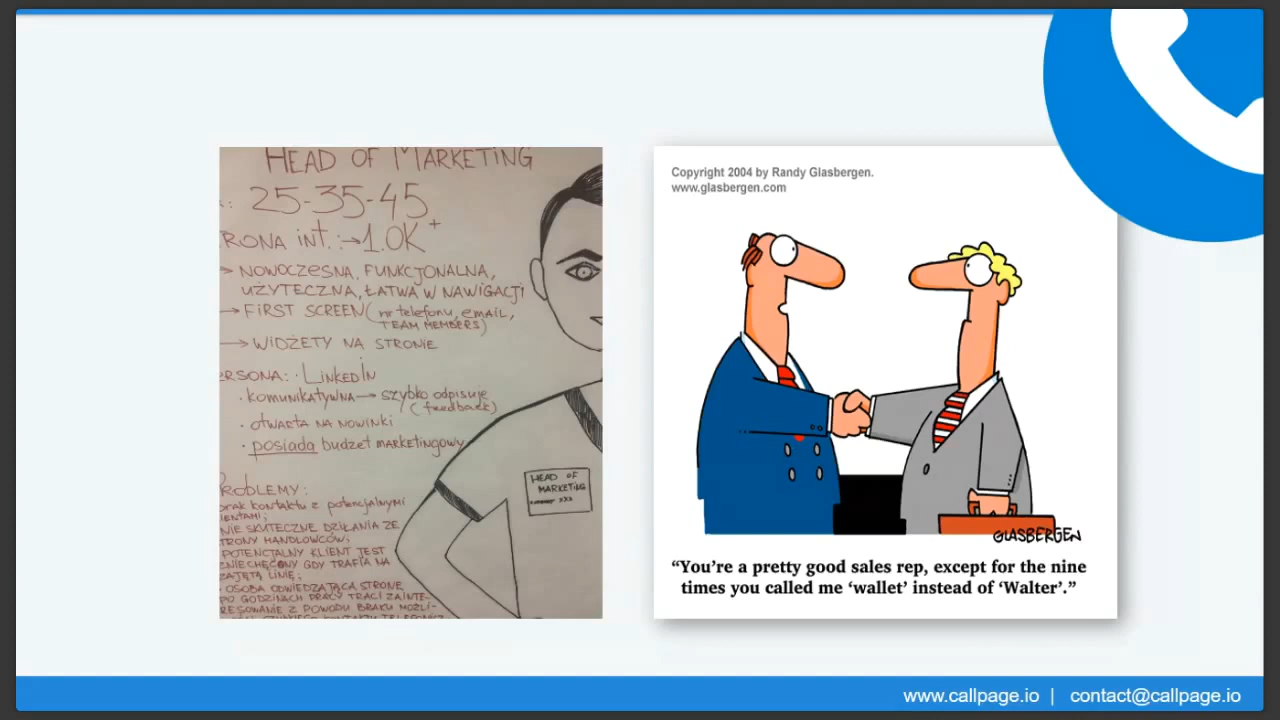 HEAD OF MARKETING
25-35-45
RONA int.: → 1.0K+
→ NOWOCZESNA, FUNKCJONALNA,
UŻYTECZNA, ŁATWA W NAWIGACJI
→ FIRST SCREEN (nr telefonu, EMAIL,
TEAM MEMBERS)
→ WIDŻETY NA STRONIE
ERSONA: · LinkedIn
· KOMUNIKATYWNA → szybko odpisuje
(feedback)
· OTWARTA NA NOWINKI
· posiada budżet MARKETINGOWY
ROBLEMY:
brak kontaktu z potencjalnymi
IENTAMI;
NIE SKUTECZNE DZIŁANIA ZE
TRONY HANDLOWCÓW;
POTENCJALNY KLIENT JEST
ZNIECHĘCONY GDY TRAFIA NA
ZAJĘTĄ LINIĘ;
· OSOBA ODWIEDZAJĄCA STRONĘ
PO GODZINACH PRACY TRACI ZAINTE-
RESOWANIE Z POWODU BRAKU MOŻLI-
HEAD OF
MARKETING
XXX
Copyright 2004 by Randy Glasbergen.
www.glasbergen.com
GLASBERGEN
“You’re a pretty good sales rep, except for the nine
times you called me ‘wallet’ instead of ‘Walter’.”
www.callpage.io | contact@callpage.io